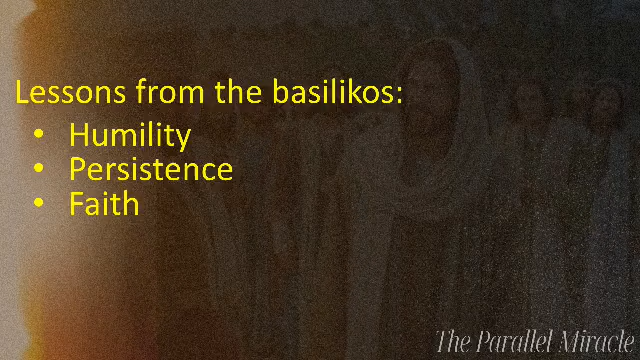 Lessons from the basilikos:
• Humility
• Persistence
• Faith
The Parallel Miracle